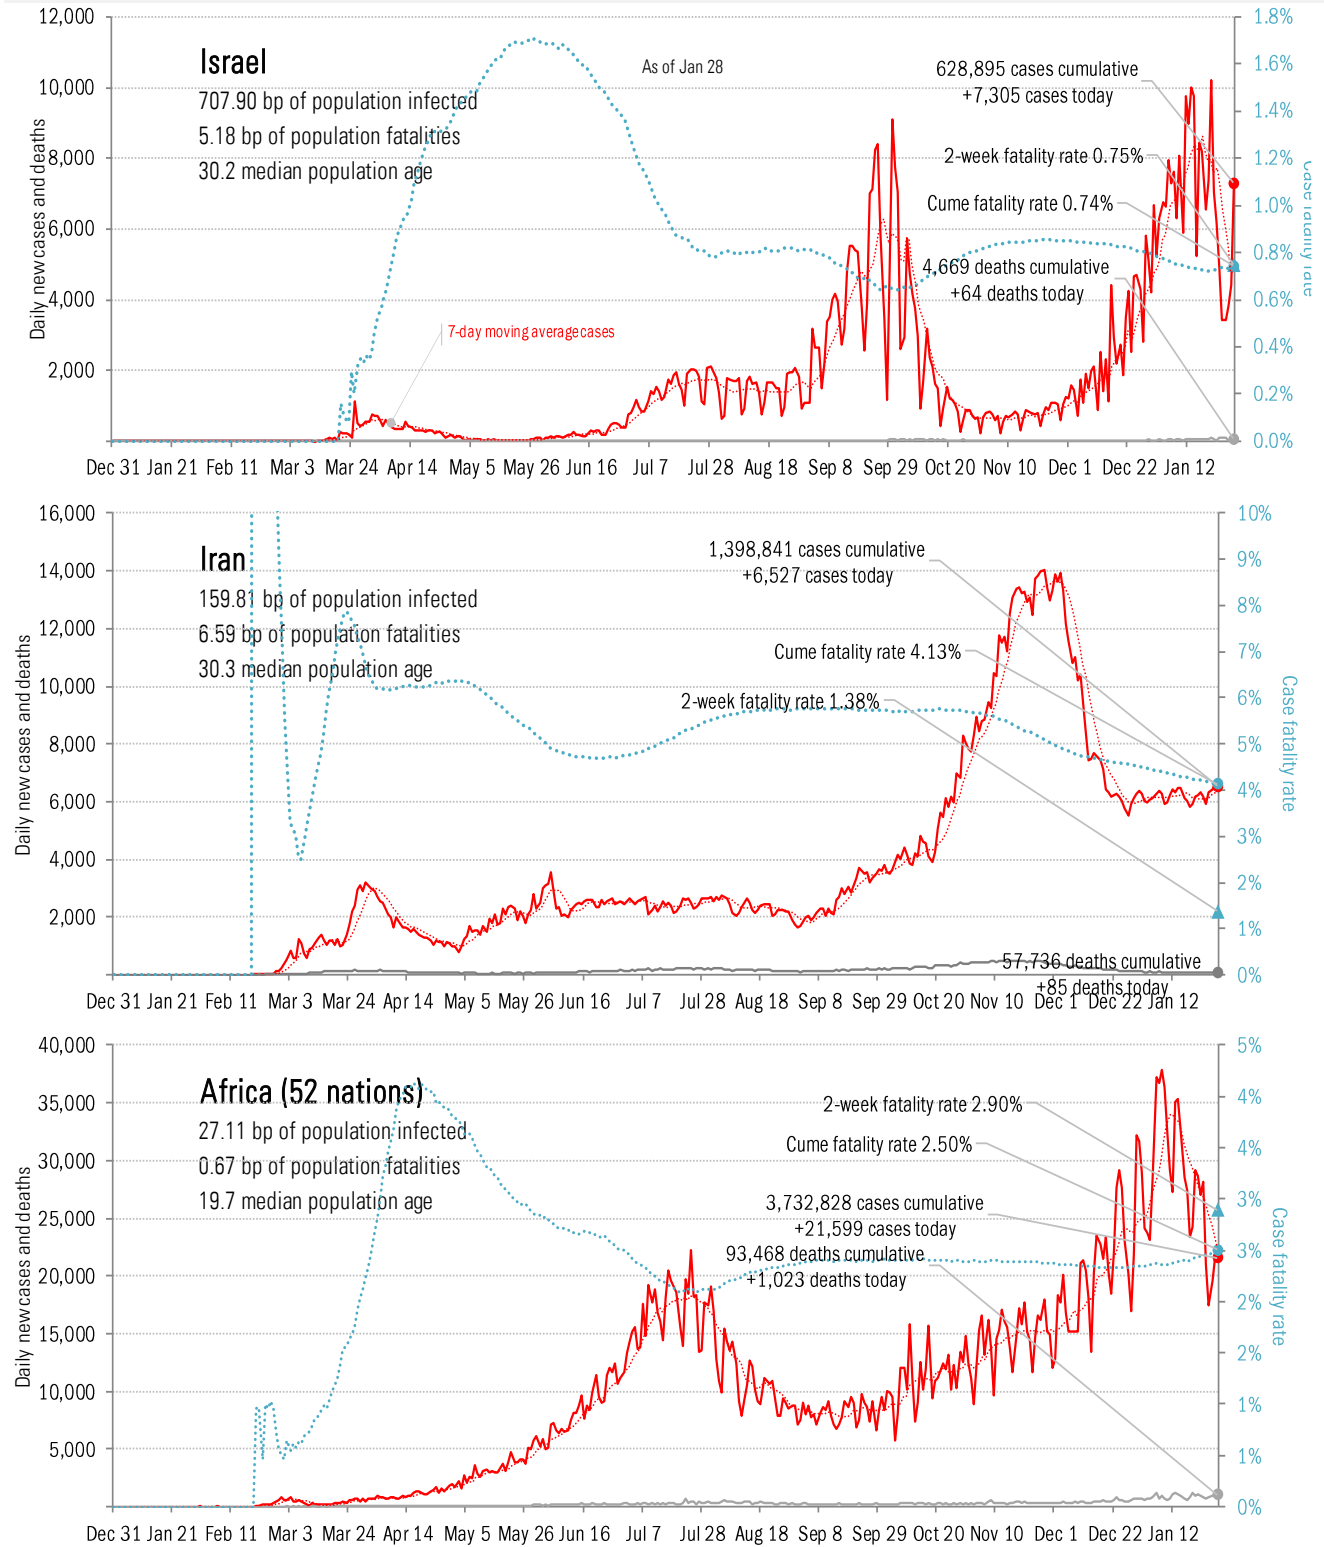 12,000
10,000
8,000
6,000
4,000
2,000
Daily new cases and deaths
Israel
707.90 bp of population infected
5.18 bp of population fatalities
30.2 median population age
As of Jan 28
7-day moving average cases
628,895 cases cumulative
+7,305 cases today
2-week fatality rate 0.75%
Cume fatality rate 0.74%
4,669 deaths cumulative
+64 deaths today
1.8%
1.6%
1.4%
1.2%
1.0%
0.8%
0.6%
0.4%
0.2%
0.0%
Case fatality rate
Dec 31 Jan 21 Feb 11 Mar 3 Mar 24 Apr 14 May 5 May 26 Jun 16 Jul 7 Jul 28 Aug 18 Sep 8 Sep 29 Oct 20 Nov 10 Dec 1 Dec 22 Jan 12
16,000
14,000
12,000
10,000
8,000
6,000
4,000
2,000
Daily new cases and deaths
Iran
159.81 bp of population infected
6.59 bp of population fatalities
30.3 median population age
1,398,841 cases cumulative
+6,527 cases today
Cume fatality rate 4.13%
2-week fatality rate 1.38%
57,736 deaths cumulative
+85 deaths today
10%
9%
8%
7%
6%
5%
4%
3%
2%
1%
0%
Case fatality rate
Dec 31 Jan 21 Feb 11 Mar 3 Mar 24 Apr 14 May 5 May 26 Jun 16 Jul 7 Jul 28 Aug 18 Sep 8 Sep 29 Oct 20 Nov 10 Dec 1 Dec 22 Jan 12
40,000
35,000
30,000
25,000
20,000
15,000
10,000
5,000
Daily new cases and deaths
Africa (52 nations)
27.11 bp of population infected
0.67 bp of population fatalities
19.7 median population age
2-week fatality rate 2.90%
Cume fatality rate 2.50%
3,732,828 cases cumulative
+21,599 cases today
93,468 deaths cumulative
+1,023 deaths today
5%
4%
4%
3%
3%
2%
2%
1%
1%
0%
Case fatality rate
Dec 31 Jan 21 Feb 11 Mar 3 Mar 24 Apr 14 May 5 May 26 Jun 16 Jul 7 Jul 28 Aug 18 Sep 8 Sep 29 Oct 20 Nov 10 Dec 1 Dec 22 Jan 12